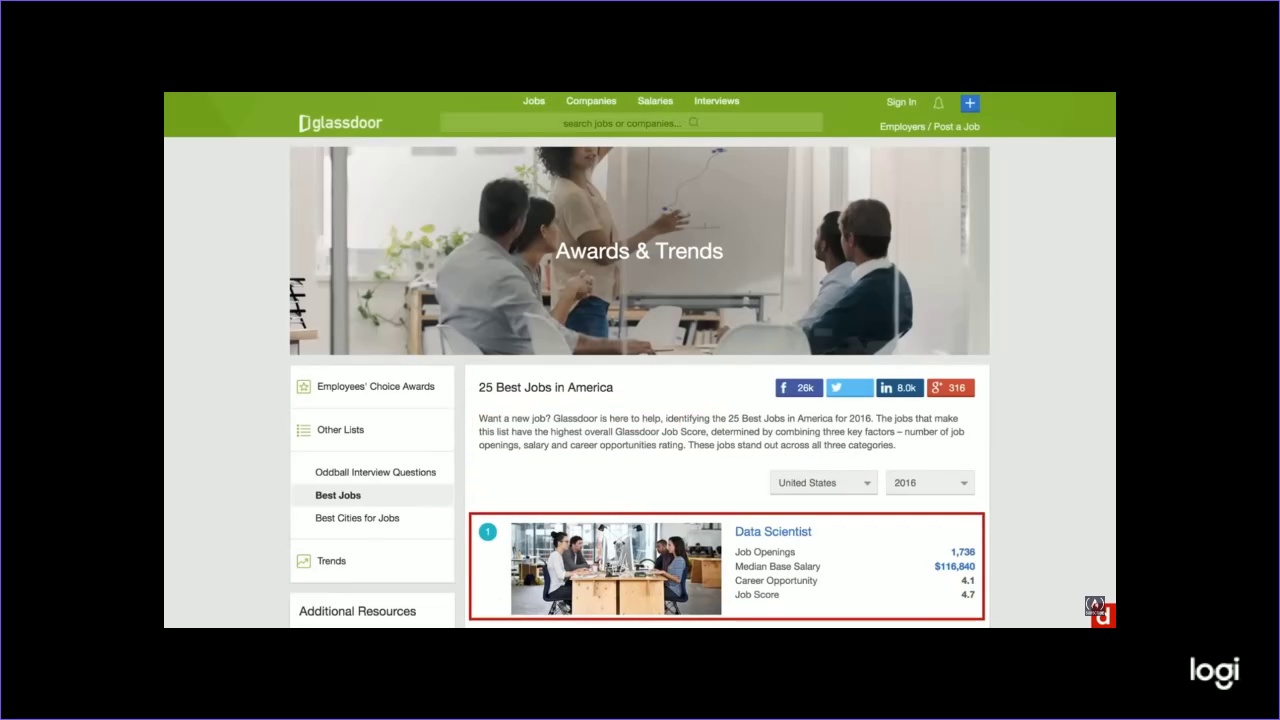 Jobs Companies Salaries Interviews
Sign In
glassdoor
search jobs or companies...
Employers / Post a Job
Awards & Trends
Employees' Choice Awards
Other Lists
Oddball Interview Questions
Best Jobs
Best Cities for Jobs
Trends
Additional Resources
25 Best Jobs in America
26k
8.0k
316
Want a new job? Glassdoor is here to help, identifying the 25 Best Jobs in America for 2016. The jobs that make
this list have the highest overall Glassdoor Job Score, determined by combining three key factors – number of job
openings, salary and career opportunities rating. These jobs stand out across all three categories.
United States
2016
1
Data Scientist
Job Openings 1,736
Median Base Salary $116,840
Career Opportunity 4.1
Job Score 4.7
d
logi